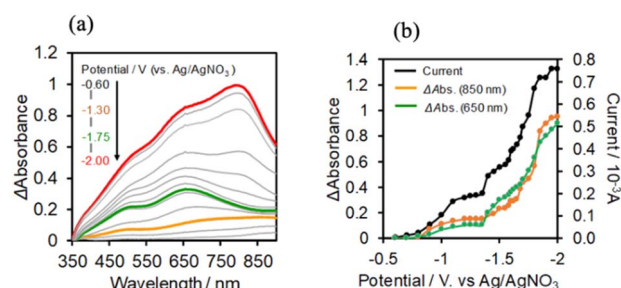 (a)
1.2
1
0.8
0.6
0.4
0.2
0
ΔAbsorbance
Potential / V (vs. Ag/AgNO3)
-0.60
-1.30
-1.75
-2.00
350 450 550 650 750 850
Wavelength / nm
(b)
1.4
1.2
1
0.8
0.6
0.4
0.2
0
ΔAbsorbance
Current
ΔAbs. (850 nm)
ΔAbs. (650 nm)
0.8
0.7
0.6
0.5
0.4
0.3
0.2
0.1
0.0
Current / 10⁻³A
-0.5 -1 -1.5 -2
Potential / V. vs Ag/AgNO3